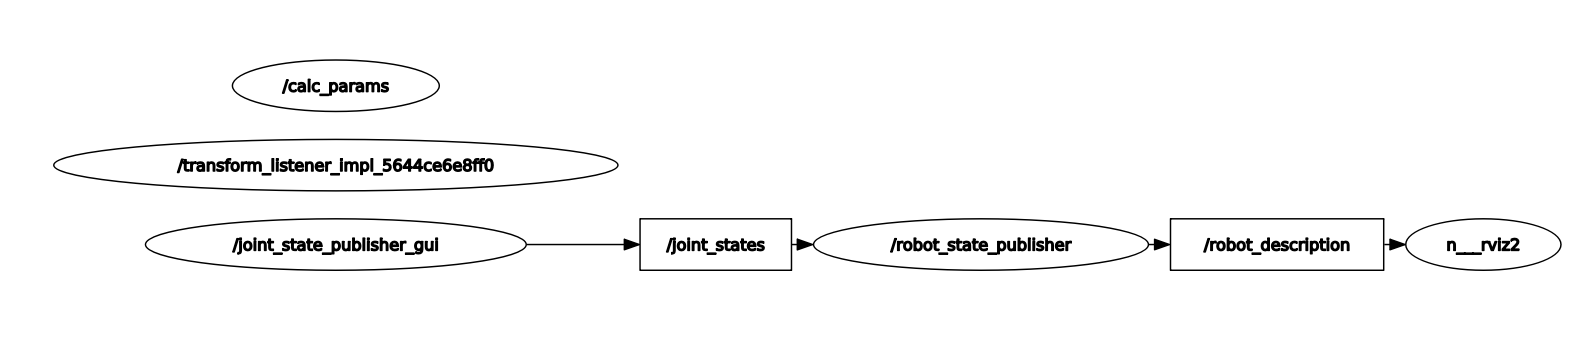 /calc_params
/transform_listener_impl_5644ce6e8ff0
/joint_state_publisher_gui
/joint_states
/robot_state_publisher
/robot_description
n___rviz2